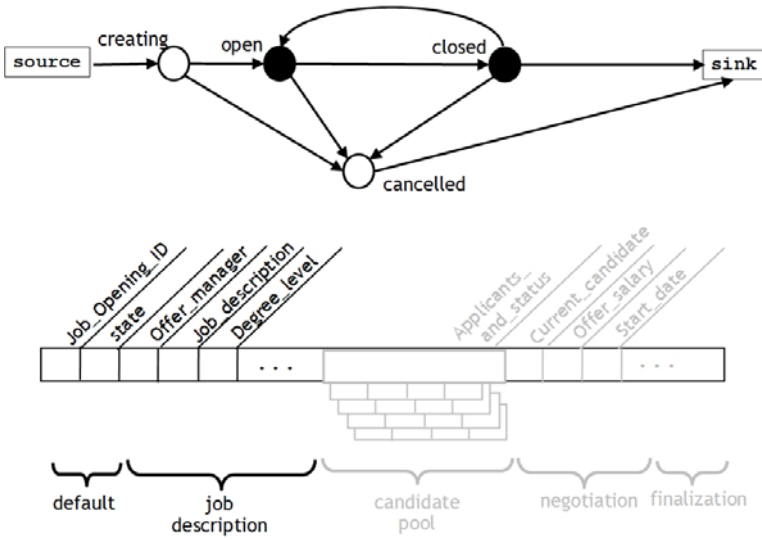 creating
open
closed
source
sink
cancelled
Job_Opening_ID
state
Offer_manager
Job_description
Degree_level
Applicants_
and_status
Current_candidate
Offer_salary
Start_date
. . .
. . .
default
job
description
candidate
pool
negotiation
finalization